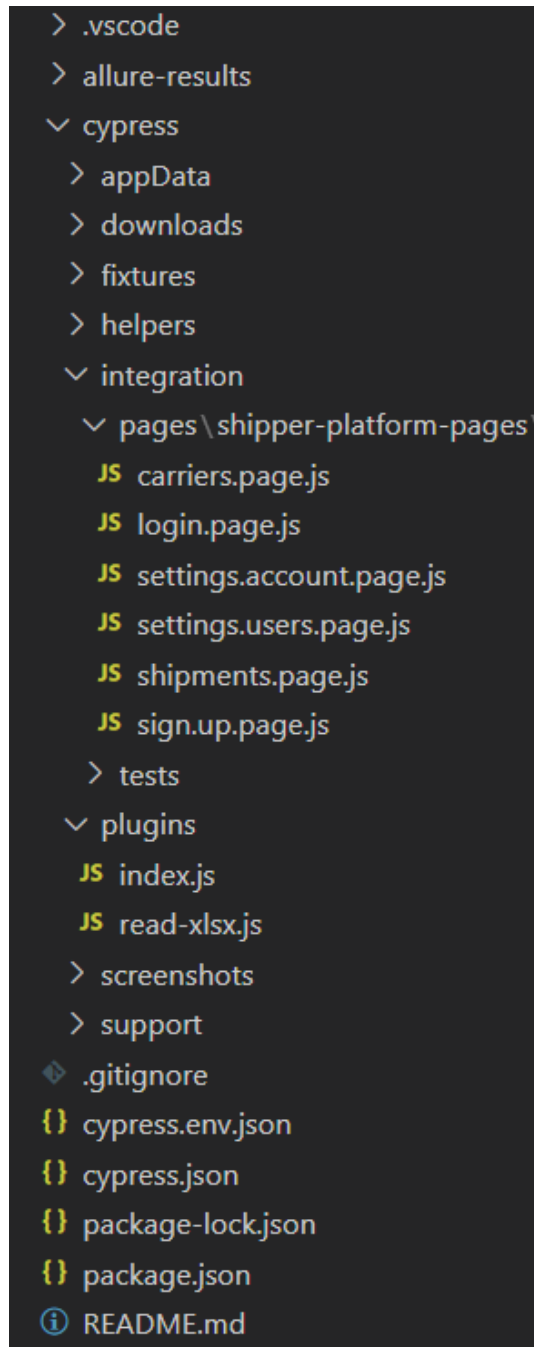 .vscode
allure-results
cypress
appData
downloads
fixtures
helpers
integration
pages\shipper-platform-pages\
JS carriers.page.js
JS login.page.js
JS settings.account.page.js
JS settings.users.page.js
JS shipments.page.js
JS sign.up.page.js
tests
plugins
JS index.js
JS read-xlsx.js
screenshots
support
.gitignore
{} cypress.env.json
{} cypress.json
{} package-lock.json
{} package.json
README.md